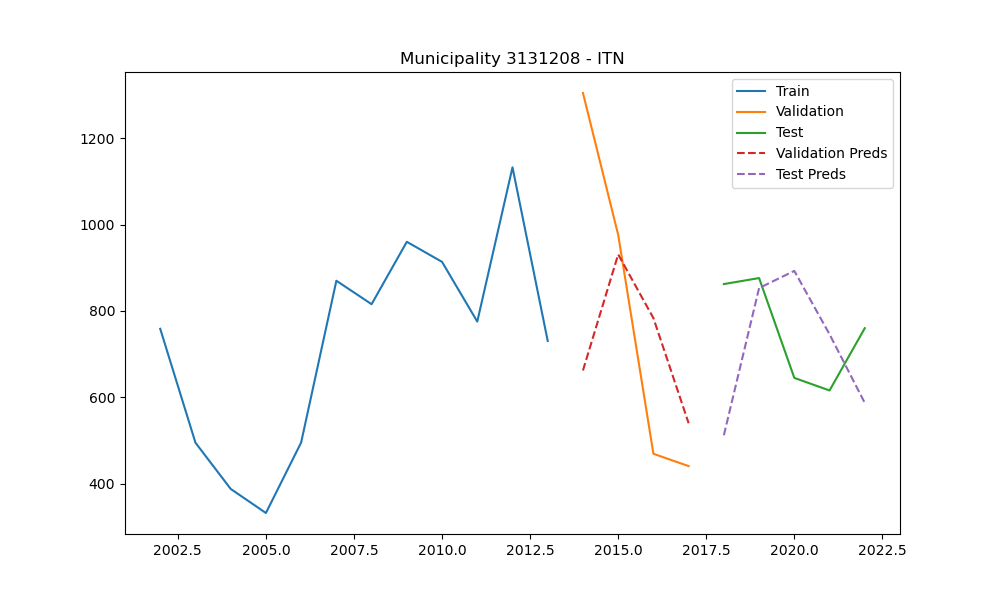 Municipality 3131208 - ITN
Train
Validation
Test
Validation Preds
Test Preds
1200
1000
800
600
400
2002.5 2005.0 2007.5 2010.0 2012.5 2015.0 2017.5 2020.0 2022.5